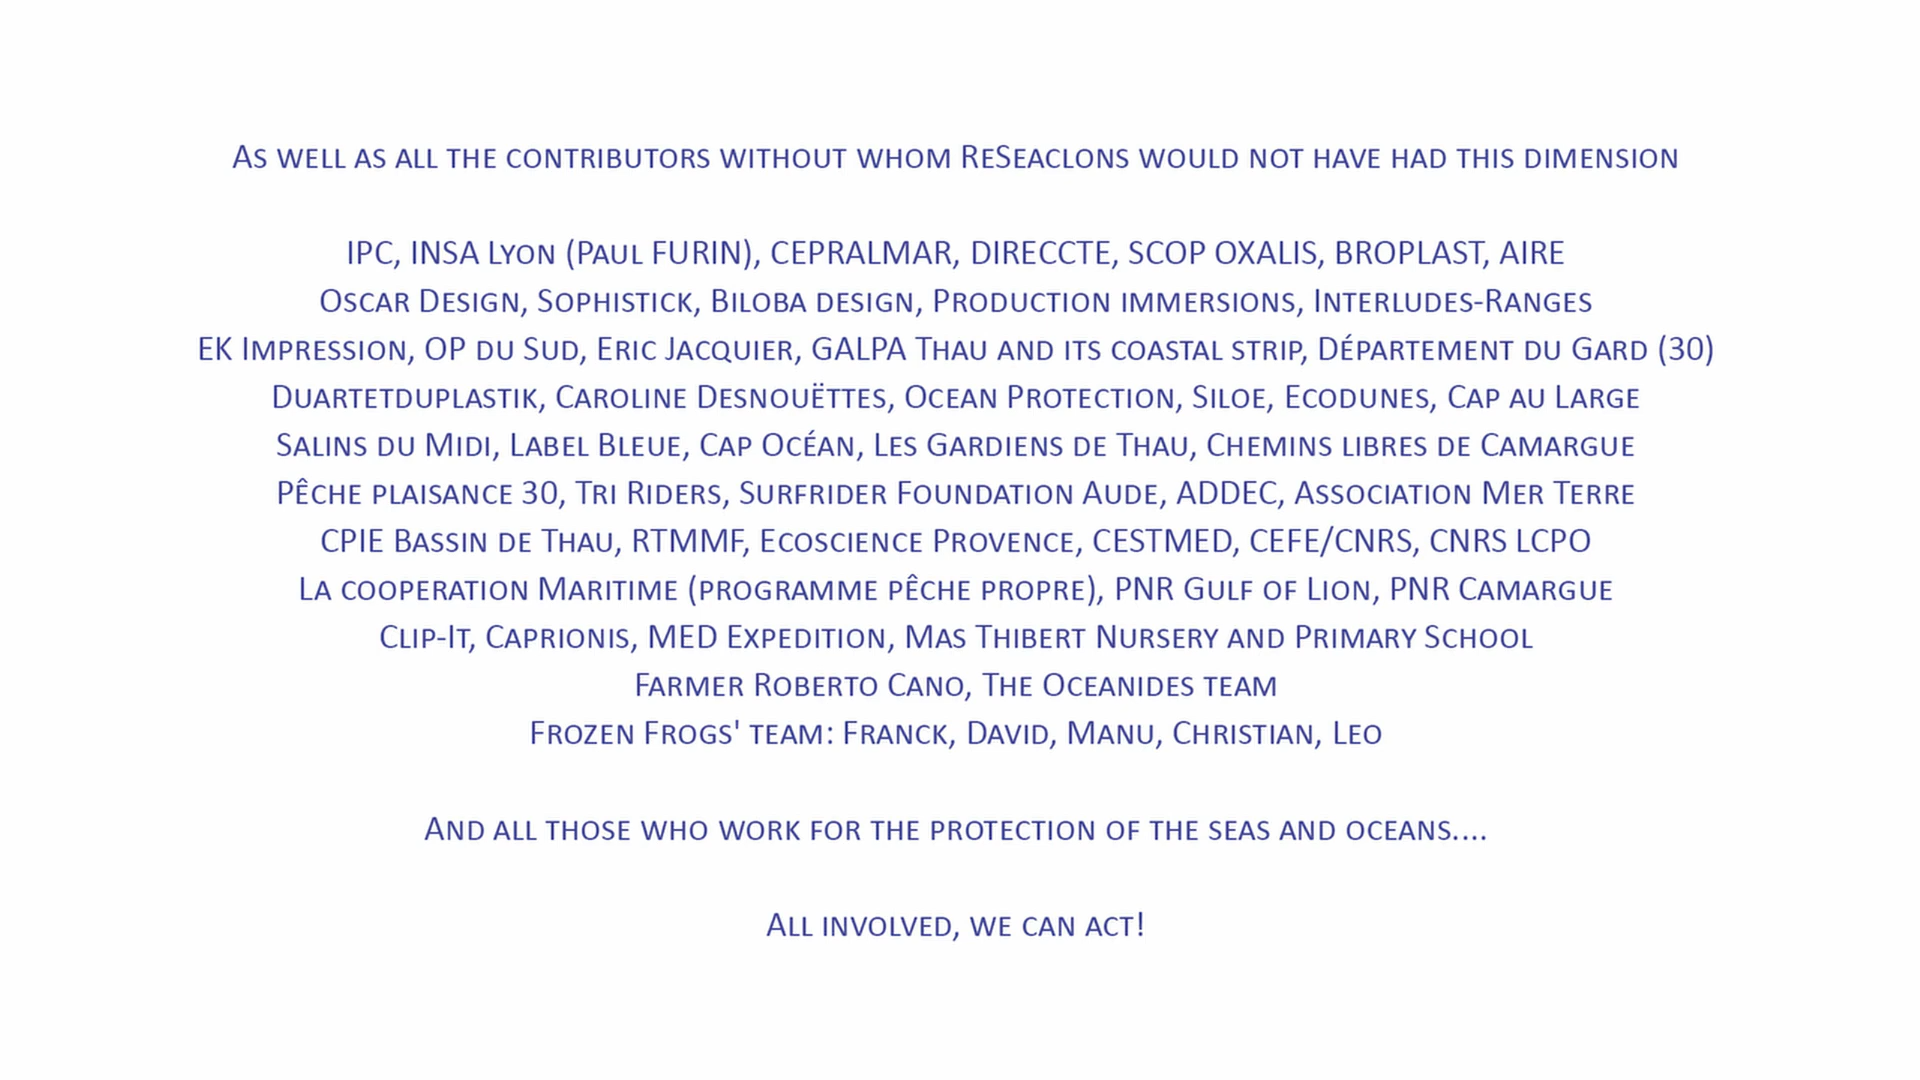 As well as all the contributors without whom ReSeaclons would not have had this dimension
IPC, INSA Lyon (Paul FURIN), CEPRALMAR, DIRECCTE, SCOP OXALIS, BROPLAST, AIRE
Oscar Design, Sophistick, Biloba design, Production immersions, Interludes-Ranges
EK Impression, OP du Sud, Eric Jacquier, GALPA Thau and its coastal strip, Département du Gard (30)
Duartetduplastik, Caroline Desnouëttes, Ocean Protection, Siloe, Ecodunes, Cap au Large
Salins du Midi, Label Bleue, Cap Océan, Les Gardiens de Thau, Chemins libres de Camargue
Pêche plaisance 30, Tri Riders, Surfrider Foundation Aude, ADDEC, Association Mer Terre
CPIE Bassin de Thau, RTMMF, Ecoscience Provence, CESTMED, CEFE/CNRS, CNRS LCPO
La cooperation Maritime (programme pêche propre), PNR Gulf of Lion, PNR Camargue
Clip-It, Caprionis, MED Expedition, Mas Thibert Nursery and Primary School
Farmer Roberto Cano, The Oceanides team
Frozen Frogs' team: Franck, David, Manu, Christian, Leo
And all those who work for the protection of the seas and oceans....
All involved, we can act!